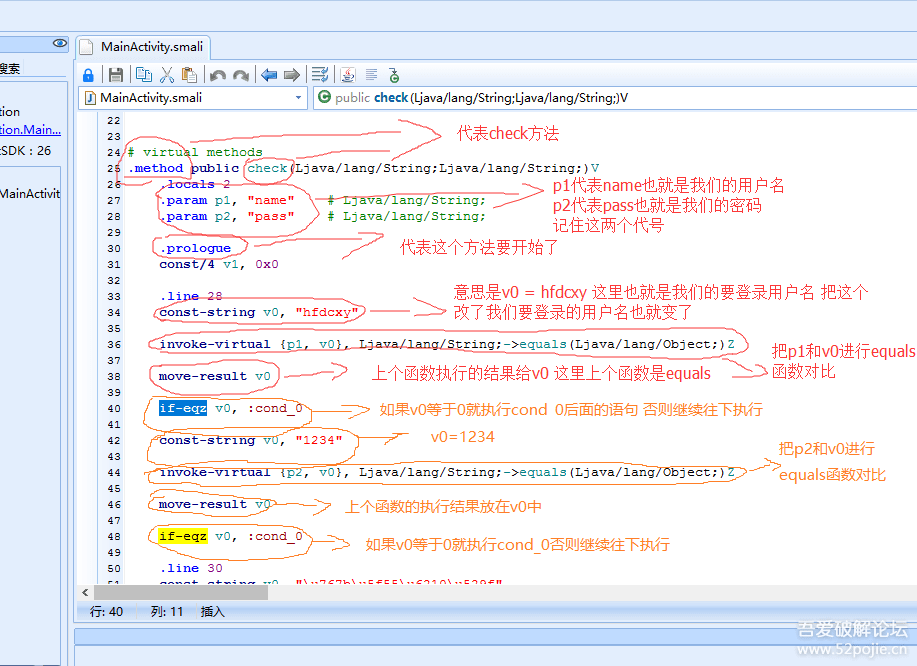 MainActivity.smali
搜索
MainActivity.smali
public check(Ljava/lang/String;Ljava/lang/String;)V
tion
tion.Main...
SDK : 26
MainActivit
22
23
24 # virtual methods
25 .method public check(Ljava/lang/String;Ljava/lang/String;)V
26 .locals 2
27 .param p1, "name" # Ljava/lang/String;
28 .param p2, "pass" # Ljava/lang/String;
29
30 .prologue
31 const/4 v1, 0x0
32
33 .line 28
34 const-string v0, "hfdcxy"
35
36 invoke-virtual {p1, v0}, Ljava/lang/String;->equals(Ljava/lang/Object;)Z
37
38 move-result v0
39
40 if-eqz v0, :cond_0
41
42 const-string v0, "1234"
43
44 invoke-virtual {p2, v0}, Ljava/lang/String;->equals(Ljava/lang/Object;)Z
45
46 move-result v0
47
48 if-eqz v0, :cond_0
49
50 .line 30
51 const-string v0, "\u767b\u5f55\u6210\u529f"
代表check方法
p1代表name也就是我们的用户名
p2代表pass也就是我们的密码
记住这两个代号
代表这个方法要开始了
意思是v0 = hfdcxy 这里也就是我们的要登录用户名 把这个
改了我们要登录的用户名也就变了
把p1和v0进行equals
函数对比
上个函数执行的结果给v0 这里上个函数是equals
如果v0等于0就执行cond_0后面的语句 否则继续往下执行
v0=1234
把p2和v0进行
equals函数对比
上个函数的执行结果放在v0中
如果v0等于0就执行cond_0否则继续往下执行
行: 40 列: 11 插入
吾爱破解论坛
www.52pojie.cn